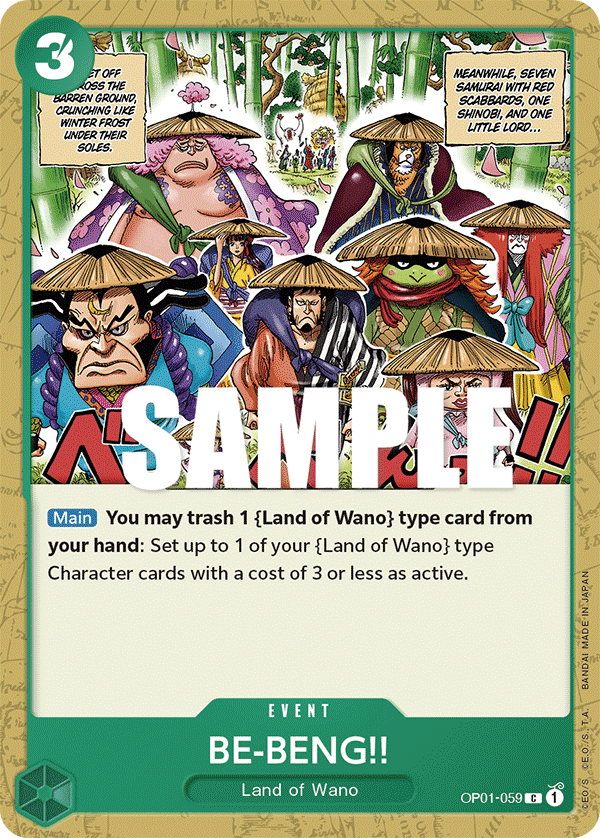 3
ET OFF
ROSS THE
BARREN GROUND,
CRUNCHING LIKE
WINTER FROST
UNDER THEIR
SOLES.
MEANWHILE, SEVEN
SAMURAI WITH RED
SCABBARDS, ONE
SHINOBI, AND ONE
LITTLE LORD...
SAMPLE
!!
Main You may trash 1 {Land of Wano} type card from
your hand: Set up to 1 of your {Land of Wano} type
Character cards with a cost of 3 or less as active.
EVENT
BE-BENG!!
Land of Wano
OP01-059 C 1
©E.O./S. ©E.O./S.,T.A. BANDAI MADE IN JAPAN